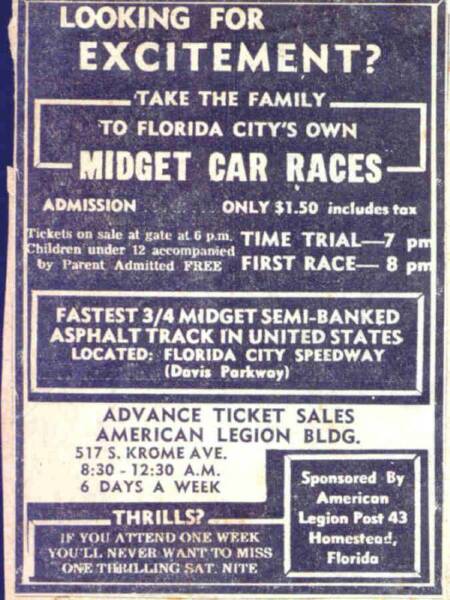 LOOKING FOR
EXCITEMENT?
TAKE THE FAMILY
TO FLORIDA CITY'S OWN
MIDGET CAR RACES
ADMISSION ONLY $1.50 includes tax
Tickets on sale at gate at 6 p.m.
Children under 12 accompanied
by Parent Admitted FREE
TIME TRIAL—7 pm
FIRST RACE— 8 pm
FASTEST 3/4 MIDGET SEMI-BANKED
ASPHALT TRACK IN UNITED STATES
LOCATED: FLORIDA CITY SPEEDWAY
(Davis Parkway)
ADVANCE TICKET SALES
AMERICAN LEGION BLDG.
517 S. KROME AVE.
8:30 - 12:30 A.M.
6 DAYS A WEEK
THRILLS?
IF YOU ATTEND ONE WEEK
YOU'LL NEVER WANT TO MISS
ONE THRILLING SAT. NITE
Sponsored By
American
Legion Post 43
Homestead,
Florida